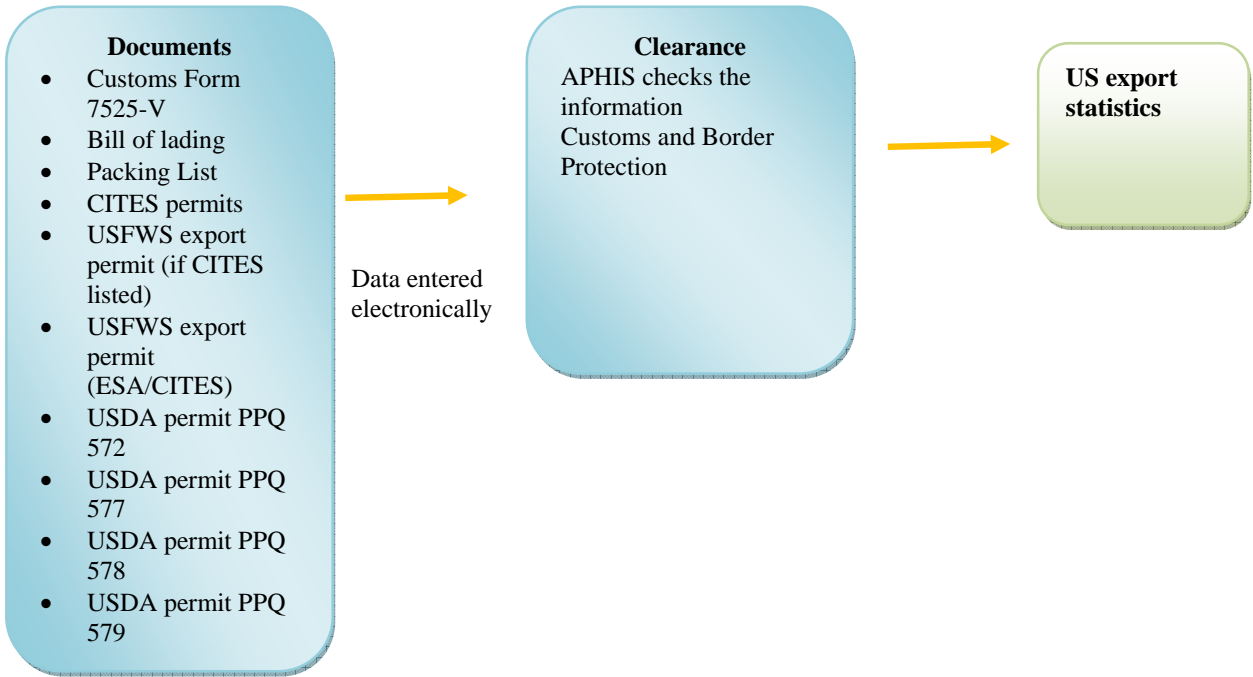 Documents
• Customs Form
7525-V
• Bill of lading
• Packing List
• CITES permits
• USFWS export
permit (if CITES
listed)
• USFWS export
permit
(ESA/CITES)
• USDA permit PPQ
572
• USDA permit PPQ
577
• USDA permit PPQ
578
• USDA permit PPQ
579
Data entered
electronically
Clearance
APHIS checks the
information
Customs and Border
Protection
US export
statistics